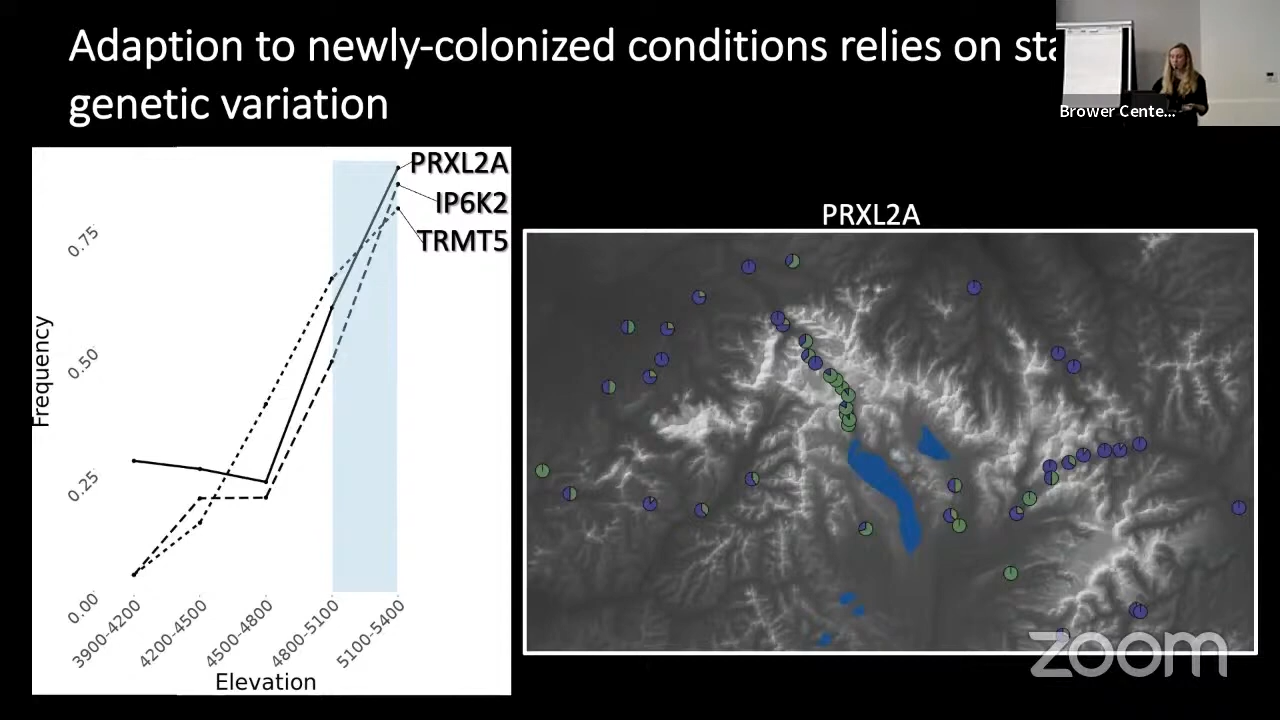 Adaption to newly-colonized conditions relies on
genetic variation
Brower Cente...
PRXL2A
IP6K2
TRMT5
PRXL2A
Frequency
0.75
0.50
0.25
0.00
3900-4200
4200-4500
4500-4800
4800-5100
5100-5400
Elevation
zoom